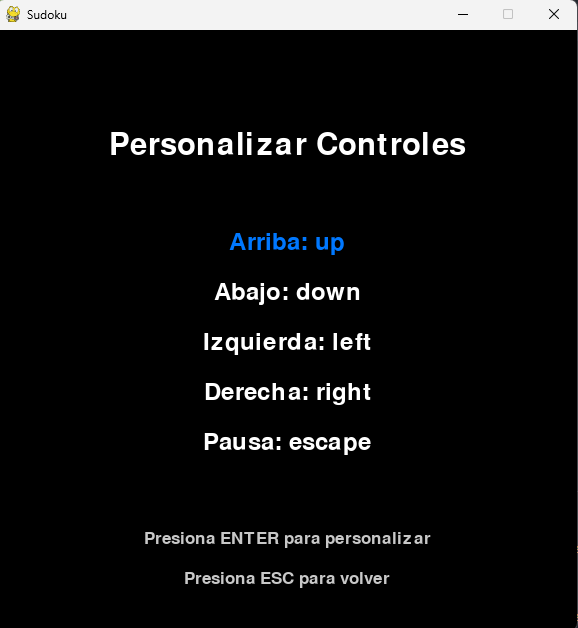 Sudoku
Personalizar Controles
Arriba: up
Abajo: down
Izquierda: left
Derecha: right
Pausa: escape
Presiona ENTER para personalizar
Presiona ESC para volver